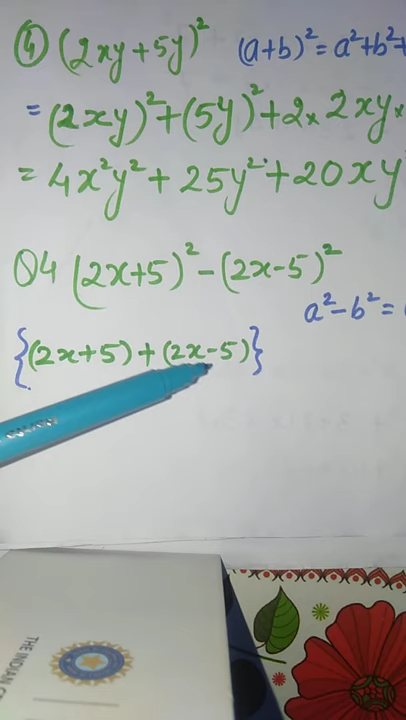 ④ (2xy+5y)² (a+b)² = a²+b²+
= (2xy)²+(5y)²+2×2xy×
= 4x²y² + 25y² + 20xy
Q4 (2x+5)² - (2x-5)²
a² - b² = (
{(2x+5) + (2x-5)}
THE INDIAN C